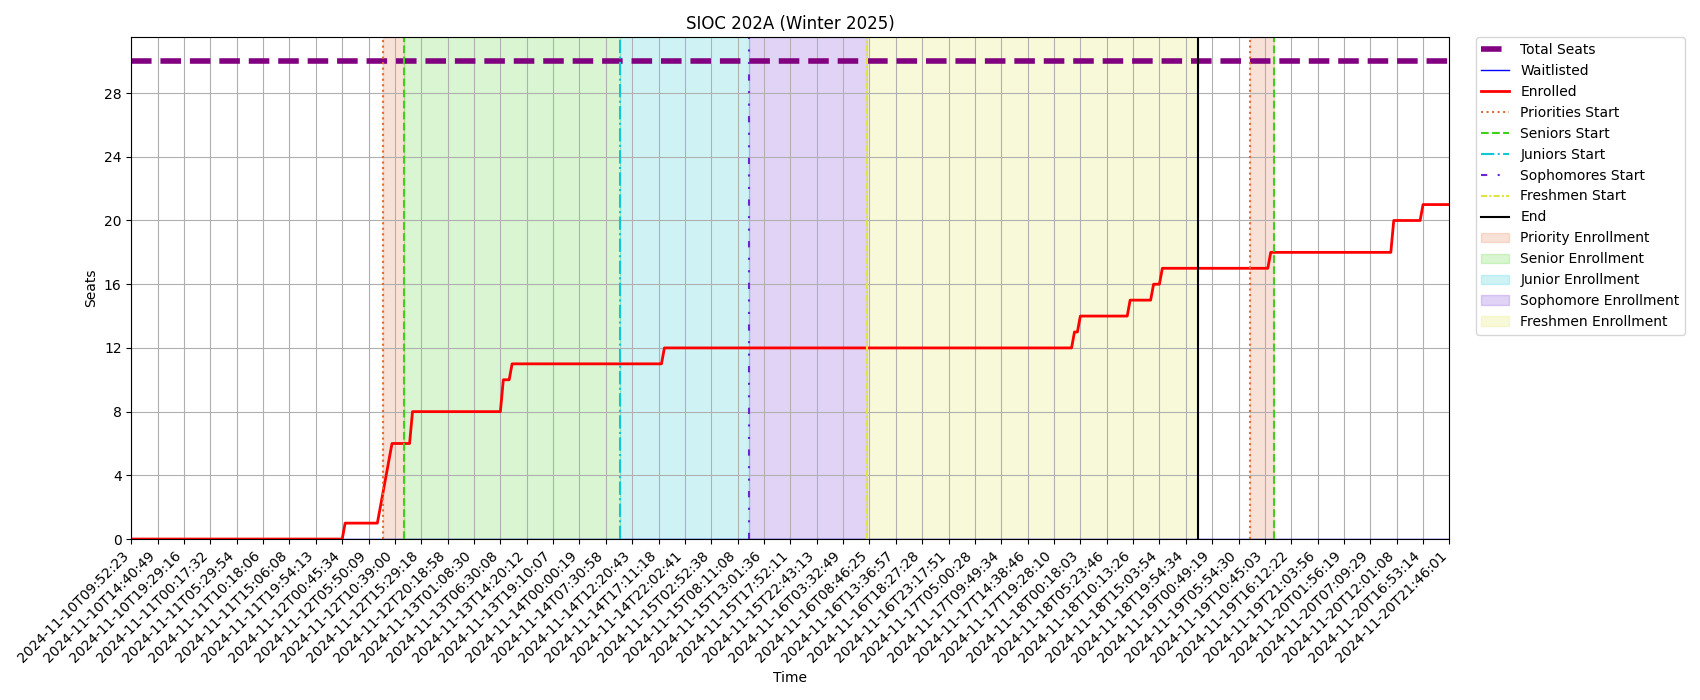 SIOC 202A (Winter 2025)
Seats
28
24
20
16
12
8
4
0
2024-11-10T09:52:23
2024-11-10T14:40:49
2024-11-10T19:29:16
2024-11-11T00:17:32
2024-11-11T05:29:54
2024-11-11T10:18:06
2024-11-11T15:06:08
2024-11-11T19:54:13
2024-11-12T00:45:34
2024-11-12T05:50:09
2024-11-12T10:39:00
2024-11-12T15:29:18
2024-11-12T20:18:58
2024-11-13T01:08:30
2024-11-13T06:30:08
2024-11-13T14:20:12
2024-11-13T19:10:07
2024-11-14T00:00:19
2024-11-14T07:30:58
2024-11-14T12:20:43
2024-11-14T17:11:18
2024-11-14T22:02:41
2024-11-15T02:52:38
2024-11-15T08:11:08
2024-11-15T13:01:36
2024-11-15T17:52:11
2024-11-15T22:43:13
2024-11-16T03:32:49
2024-11-16T08:46:25
2024-11-16T13:36:57
2024-11-16T18:27:28
2024-11-16T23:17:51
2024-11-17T05:00:28
2024-11-17T09:49:34
2024-11-17T14:38:46
2024-11-17T19:28:10
2024-11-18T00:18:03
2024-11-18T05:23:46
2024-11-18T10:13:26
2024-11-18T15:03:54
2024-11-18T19:54:34
2024-11-19T00:49:19
2024-11-19T05:54:30
2024-11-19T10:45:03
2024-11-19T16:12:22
2024-11-19T21:03:56
2024-11-20T01:56:19
2024-11-20T07:09:29
2024-11-20T12:01:08
2024-11-20T16:53:14
2024-11-20T21:46:01
Time
Total Seats
Waitlisted
Enrolled
Priorities Start
Seniors Start
Juniors Start
Sophomores Start
Freshmen Start
End
Priority Enrollment
Senior Enrollment
Junior Enrollment
Sophomore Enrollment
Freshmen Enrollment